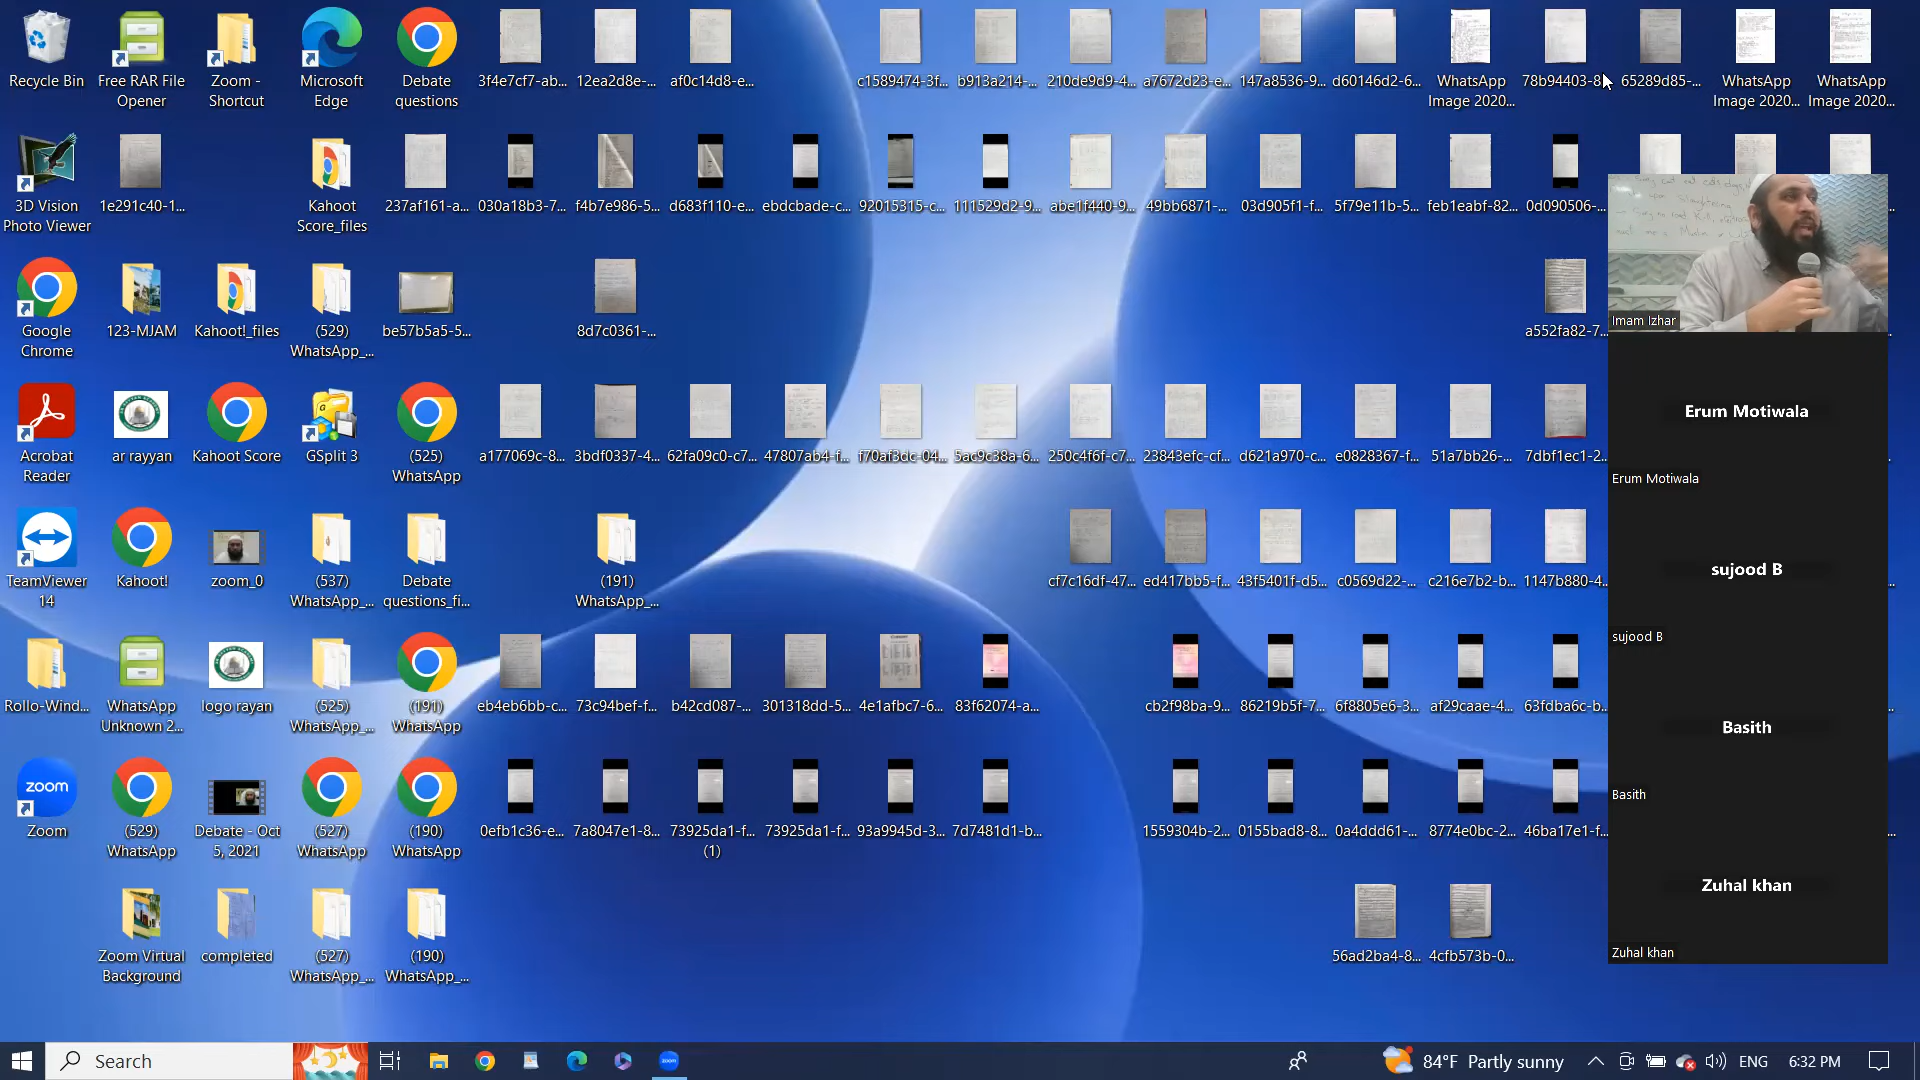 Recycle Bin
Free RAR File Opener
Zoom - Shortcut
Microsoft Edge
Debate questions
3f4e7cf7-ab...
12ea2d8e-...
af0c14d8-e...
c1589474-3f...
b913a214-...
210de9d9-4...
a7672d23-e...
147a8536-9...
d60146d2-6...
WhatsApp Image 2020...
78b94403-8
65289d85-...
WhatsApp Image 2020...
WhatsApp Image 2020...
3D Vision Photo Viewer
1e291c40-1...
Kahoot Score_files
237af161-a...
030a18b3-7...
f4b7e986-5...
d683f110-e...
ebdcbade-c...
92015315-c...
111529d2-9...
abe1f440-9...
49bb6871-...
03d905f1-f...
5f79e11b-5...
feb1eabf-82...
0d090506-...
Google Chrome
123-MJAM
Kahoot!_files
(529) WhatsApp_...
be57b5a5-5...
8d7c0361-...
a552fa82-7...
Imam Izhar
Acrobat Reader
ar rayyan
Kahoot Score
GSplit 3
(525) WhatsApp
a177069c-8...
3bdf0337-4...
62fa09c0-c7...
47807ab4-f...
f70af3dc-04...
5ac9c38a-6...
250c4f6f-c7...
23843efc-cf...
d621a970-c...
e0828367-f...
51a7bb26-...
7dbf1ec1-2...
Erum Motiwala
Erum Motiwala
TeamViewer 14
Kahoot!
zoom_0
(537) WhatsApp_...
Debate questions_fi...
(191) WhatsApp_...
cf7c16df-47...
ed417bb5-f...
43f5401f-d5...
c0569d22-...
c216e7b2-b...
1147b880-4...
sujood B
sujood B
Rollo-Wind...
WhatsApp Unknown 2...
logo rayan
(525) WhatsApp_...
(191) WhatsApp
eb4eb6bb-c...
73c94bef-f...
b42cd087-...
301318dd-5...
4e1afbc7-6...
83f62074-a...
cb2f98ba-9...
86219b5f-7...
6f8805e6-3...
af29caae-4...
63fdba6c-b...
Basith
Basith
zoom
Zoom
(529) WhatsApp
Debate - Oct 5, 2021
(527) WhatsApp
(190) WhatsApp
0efb1c36-e...
7a8047e1-8...
73925da1-f... (1)
73925da1-f...
93a9945d-3...
7d7481d1-b...
1559304b-2...
0155bad8-8...
0a4ddd61-...
8774e0bc-2...
46ba17e1-f...
Zuhal khan
Zuhal khan
Zoom Virtual Background
completed
(527) WhatsApp_...
(190) WhatsApp_...
56ad2ba4-8...
4cfb573b-0...
Search
zoom
84°F Partly sunny
ENG
6:32 PM